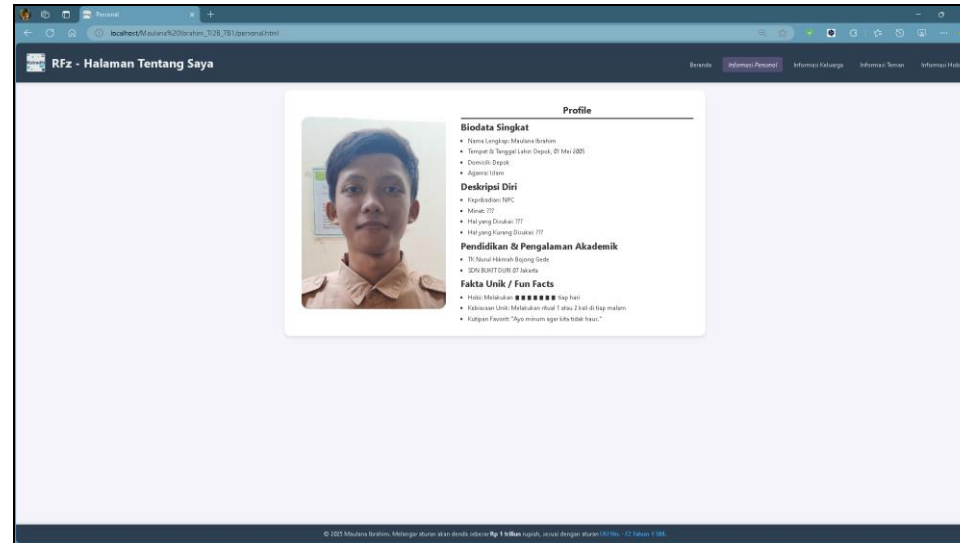 Personal
localhost/Maulana%20Ibrahim_TI2B_TB1/personal.html
RFz - Halaman Tentang Saya
Beranda Informasi Personal Informasi Keluarga Informasi Teman Informasi Hob
Profile
Biodata Singkat
Nama Lengkap: Maulana Ibrahim
Tempat & Tanggal Lahir: Depok, 01 Mei 2005
Domisili: Depok
Agama: Islam
Deskripsi Diri
Kepribadian: NPC
Minat: ???
Hal yang Disukai: ???
Hal yang Kurang Disukai: ???
Pendidikan & Pengalaman Akademik
TK Nurul Hikmah Bojong Gede
SDN BUKIT DURI 07 Jakarta
Fakta Unik / Fun Facts
Hobi: Melakukan ∎∎∎∎∎∎∎ tiap hari
Kebiasaan Unik: Melakukan ritual 1 atau 2 kali di tiap malam
Kutipan Favorit: "Ayo minum agar kita tidak haus."
© 2025 Maulana Ibrahim. Melanggar aturan akan denda sebesar Rp 1 triliun rupiah, sesuai dengan aturan Tahun 1 SM.